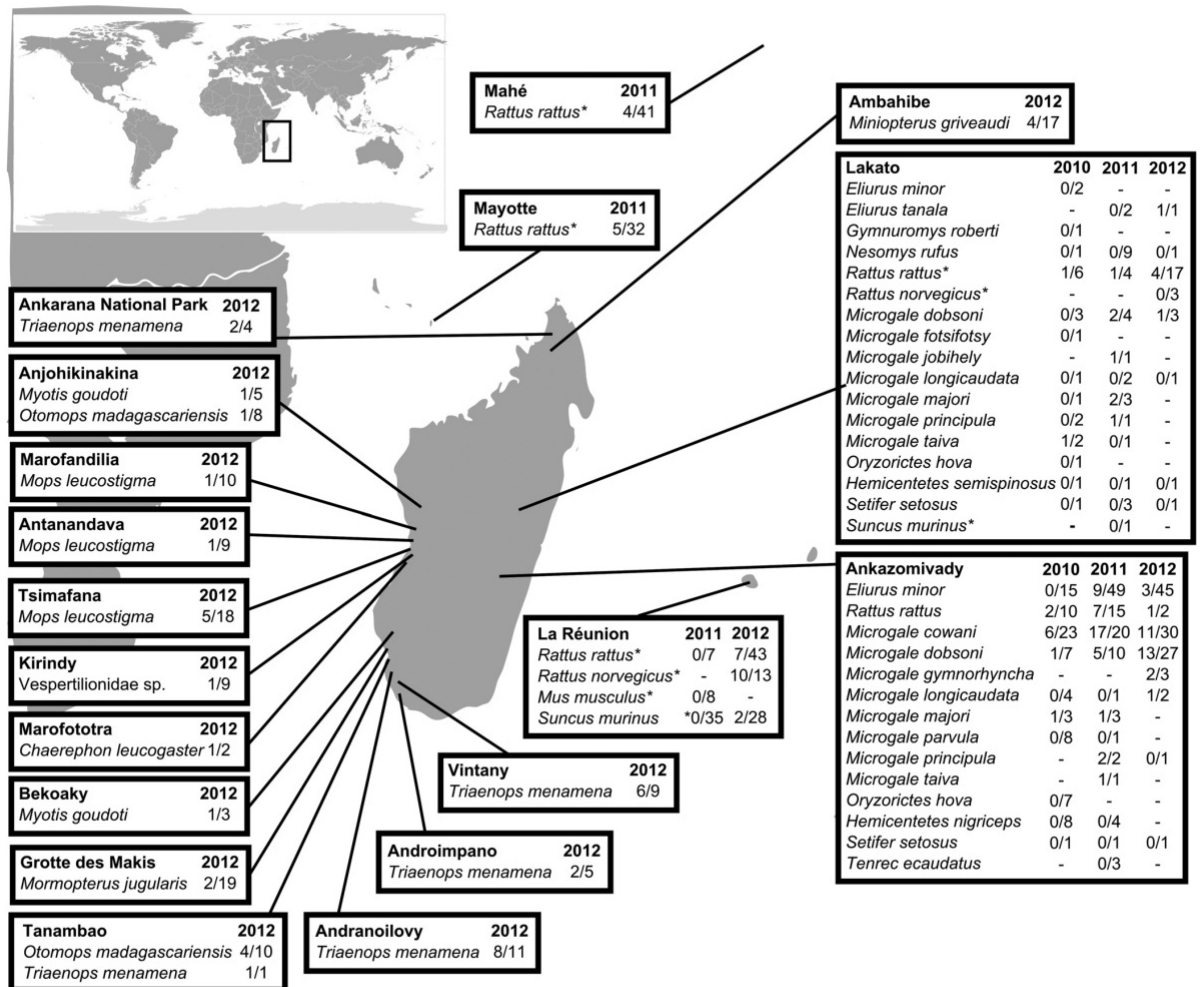 Mahé 2011
Rattus rattus* 4/41
Mayotte 2011
Rattus rattus* 5/32
Ankarana National Park 2012
Triaenops menamena 2/4
Anjohikinakina 2012
Myotis goudoti 1/5
Otomops madagascariensis 1/8
Marofandilia 2012
Mops leucostigma 1/10
Antanandava 2012
Mops leucostigma 1/9
Tsimafana 2012
Mops leucostigma 5/18
Kirindy 2012
Vespertilionidae sp. 1/9
Marofototra 2012
Chaerephon leucogaster 1/2
Bekoaky 2012
Myotis goudoti 1/3
Grotte des Makis 2012
Mormopterus jugularis 2/19
Tanambao 2012
Otomops madagascariensis 4/10
Triaenops menamena 1/1
Andranoilovy 2012
Triaenops menamena 8/11
Androimpano 2012
Triaenops menamena 2/5
Vintany 2012
Triaenops menamena 6/9
La Réunion 2011 2012
Rattus rattus* 0/7 7/43
Rattus norvegicus* - 10/13
Mus musculus* 0/8 -
Suncus murinus *0/35 2/28
Ambahibe 2012
Miniopterus griveaudi 4/17
Lakato 2010 2011 2012
Eliurus minor 0/2 - -
Eliurus tanala - 0/2 1/1
Gymnuromys roberti 0/1 - -
Nesomys rufus 0/1 0/9 0/1
Rattus rattus* 1/6 1/4 4/17
Rattus norvegicus* - - 0/3
Microgale dobsoni 0/3 2/4 1/3
Microgale fotsifotsy 0/1 - -
Microgale jobihely - 1/1 -
Microgale longicaudata 0/1 0/2 0/1
Microgale majori 0/1 2/3 -
Microgale principula 0/2 1/1 -
Microgale taiva 1/2 0/1 -
Oryzorictes hova 0/1 - -
Hemicentetes semispinosus 0/1 0/1 0/1
Setifer setosus 0/1 0/3 0/1
Suncus murinus* - 0/1 -
Ankazomivady 2010 2011 2012
Eliurus minor 0/15 9/49 3/45
Rattus rattus 2/10 7/15 1/2
Microgale cowani 6/23 17/20 11/30
Microgale dobsoni 1/7 5/10 13/27
Microgale gymnorhyncha - - 2/3
Microgale longicaudata 0/4 0/1 1/2
Microgale majori 1/3 1/3 -
Microgale parvula 0/8 0/1 -
Microgale principula - 2/2 0/1
Microgale taiva - 1/1 -
Oryzorictes hova 0/7 - -
Hemicentetes nigriceps 0/8 0/4 -
Setifer setosus 0/1 0/1 0/1
Tenrec ecaudatus - 0/3 -